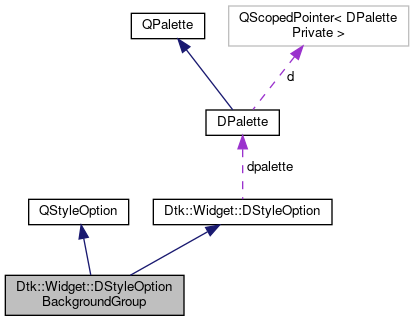 QPalette
QScopedPointer< DPalette
Private >
d
DPalette
dpalette
QStyleOption
Dtk::Widget::DStyleOption
Dtk::Widget::DStyleOption
BackgroundGroup